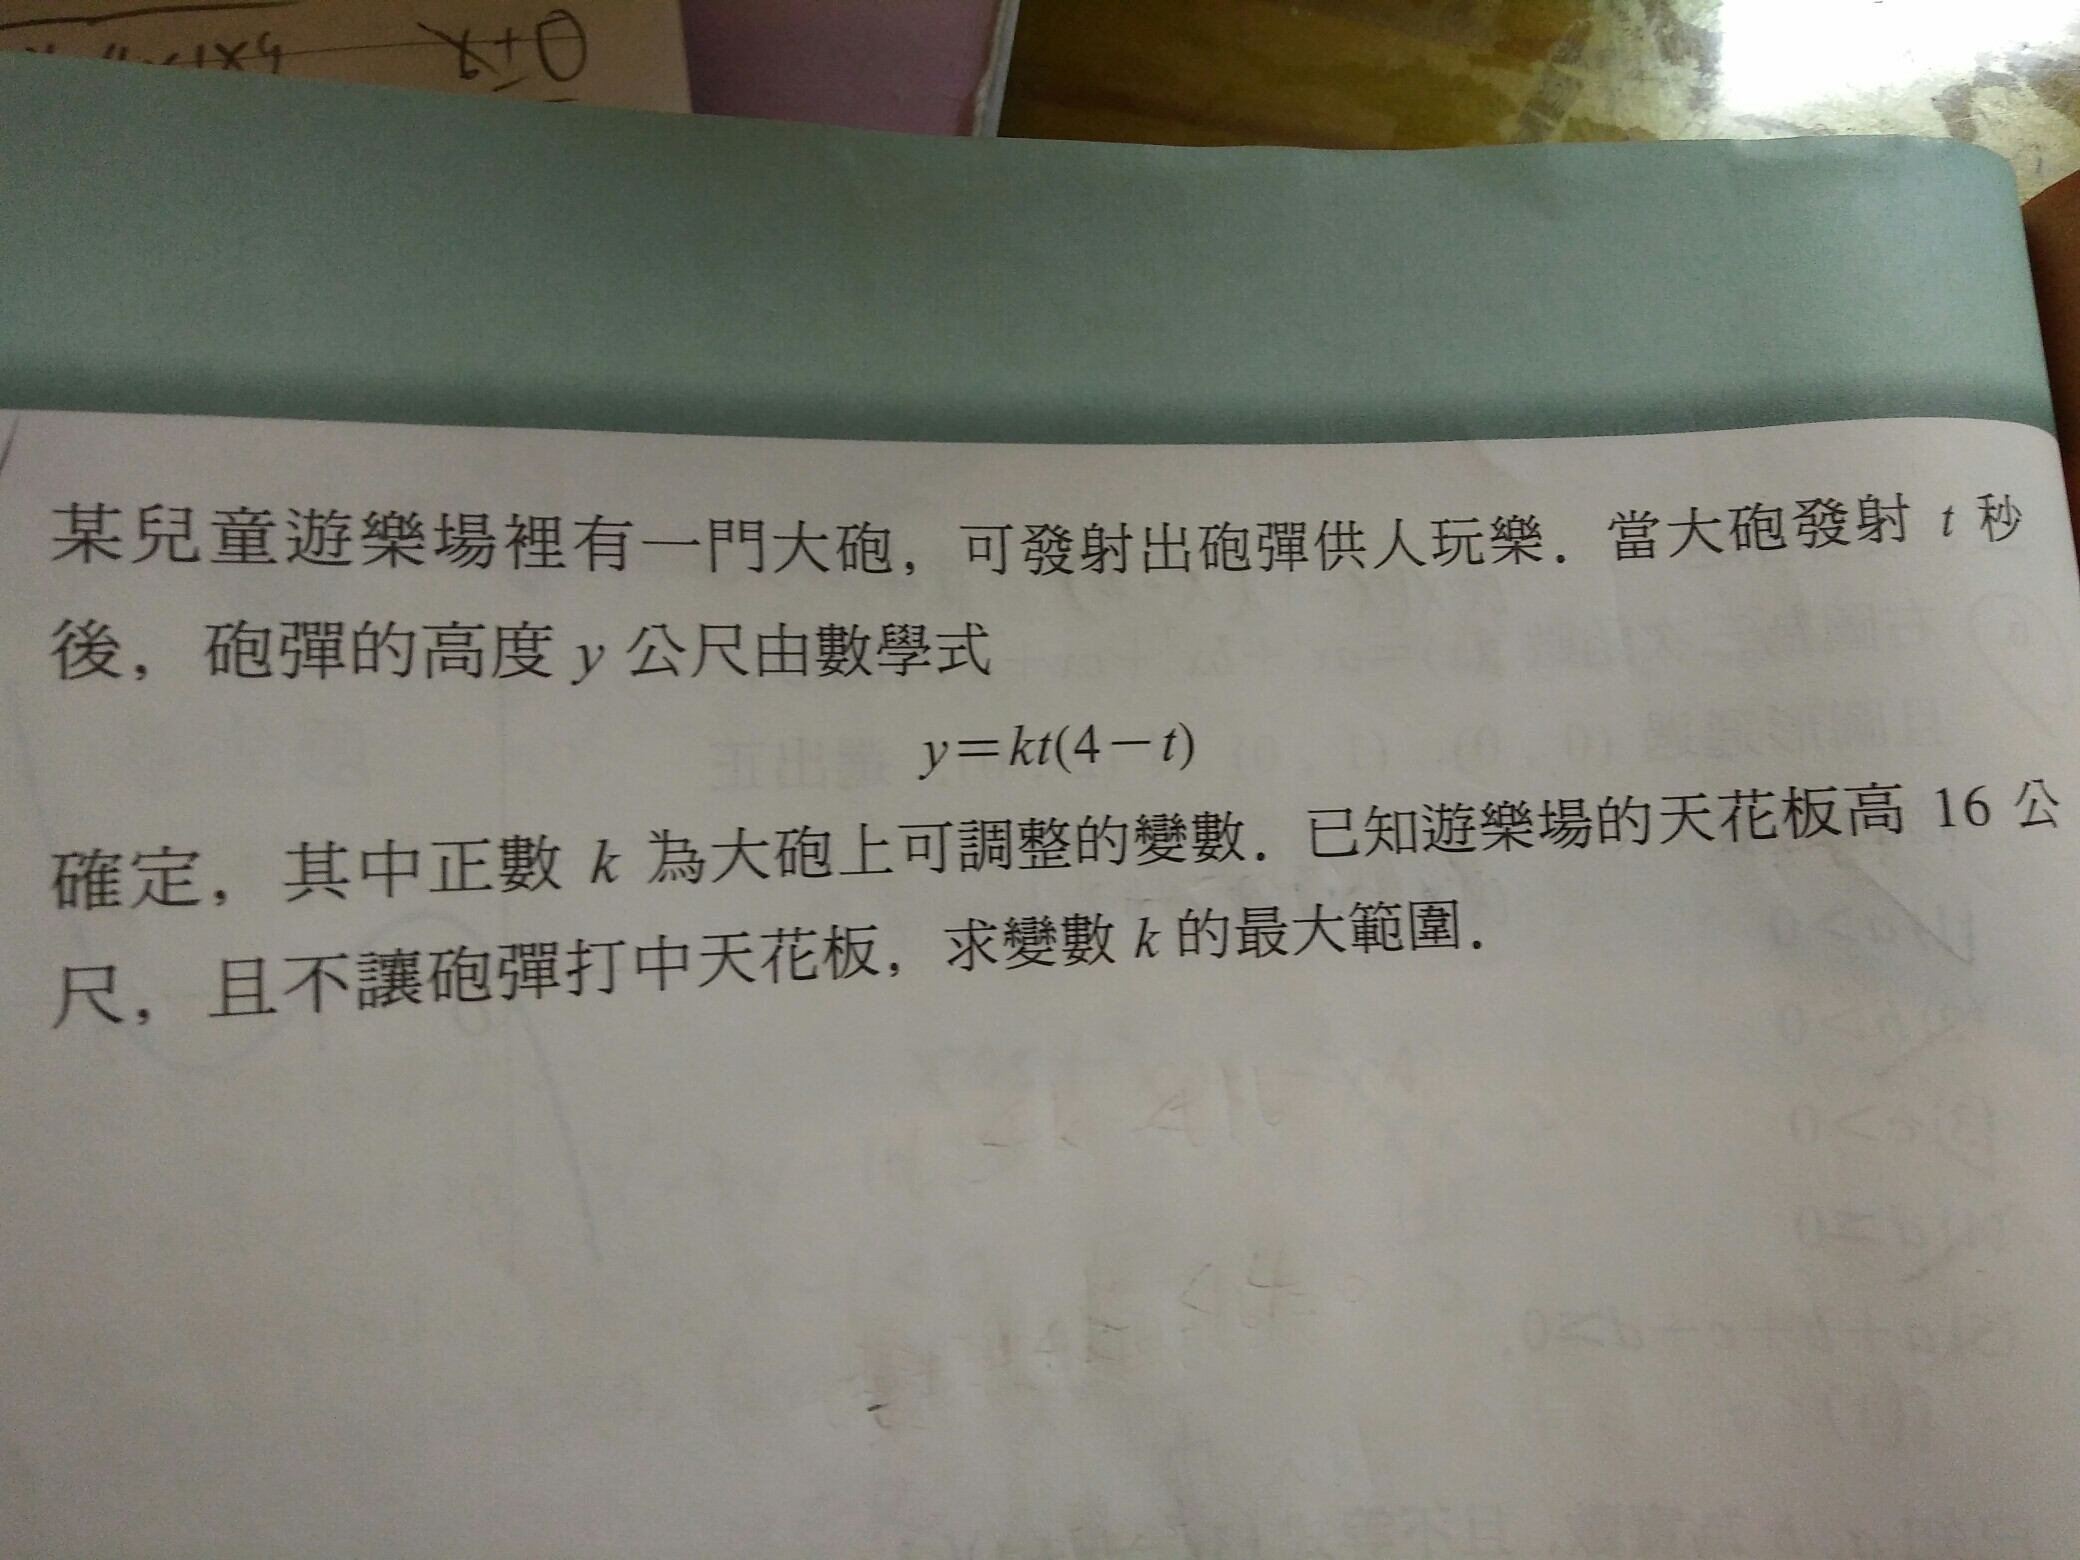 某兒童遊樂場裡有一門大砲，可發射出砲彈供人玩樂．當大砲發射 t 秒
後，砲彈的高度 y 公尺由數學式
y=kt(4-t)
確定，其中正數 k 為大砲上可調整的變數．已知遊樂場的天花板高 16 公
尺，且不讓砲彈打中天花板，求變數 k 的最大範圍．